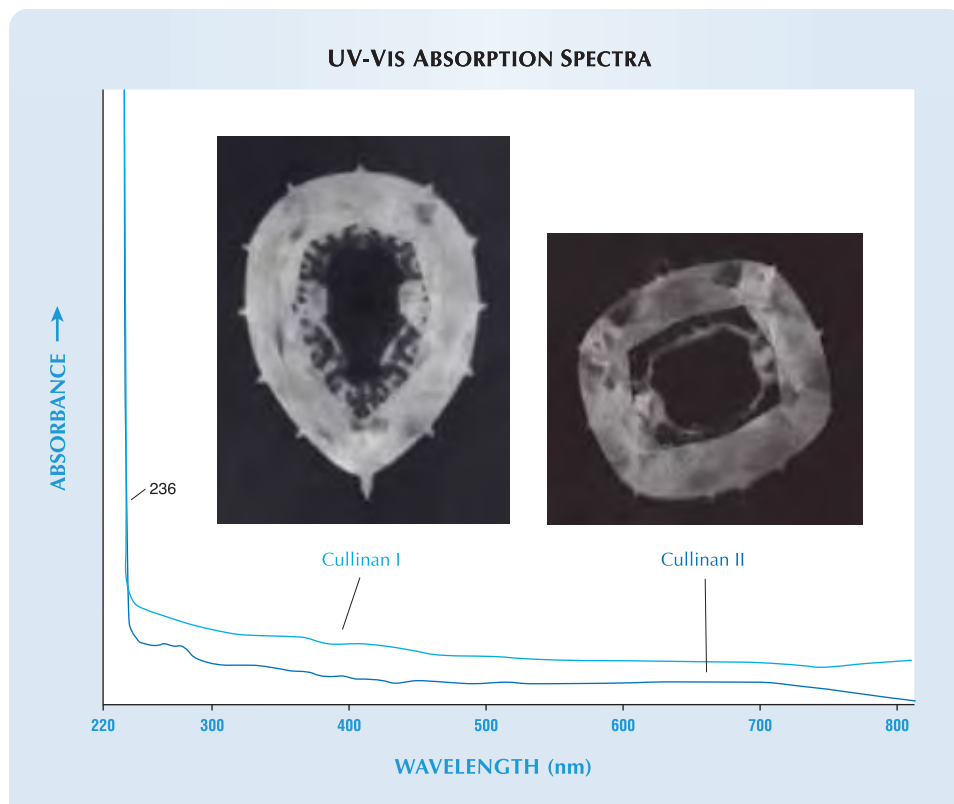 UV-VIS ABSORPTION SPECTRA
ABSORBANCE →
236
Cullinan I
Cullinan II
220 300 400 500 600 700 800
WAVELENGTH (nm)